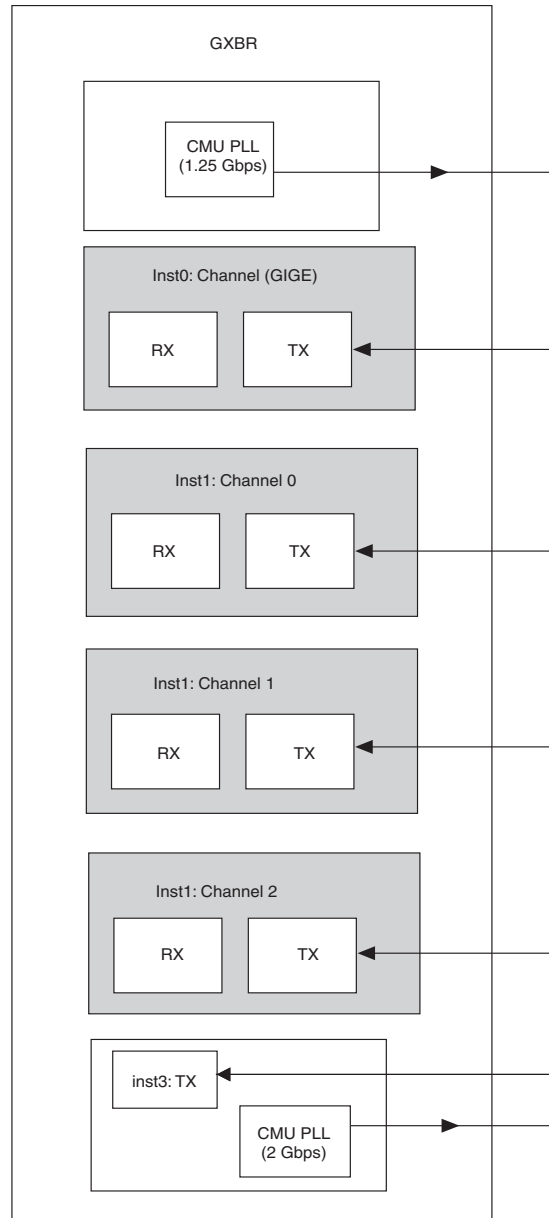 GXBR
CMU PLL
(1.25 Gbps)
Inst0: Channel (GIGE)
RX
TX
Inst1: Channel 0
RX
TX
Inst1: Channel 1
RX
TX
Inst1: Channel 2
RX
TX
inst3: TX
CMU PLL
(2 Gbps)